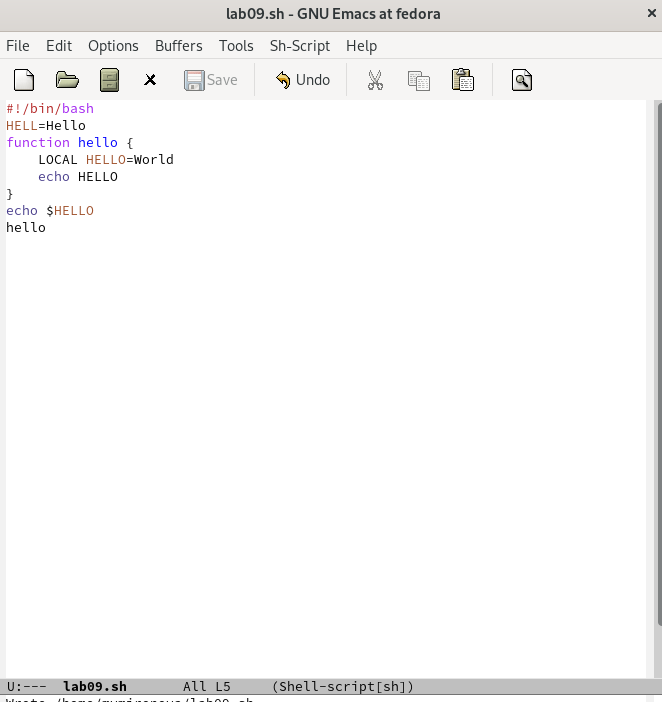 lab09.sh - GNU Emacs at fedora
File Edit Options Buffers Tools Sh-Script Help
Save Undo
#!/bin/bash
HELL=Hello
function hello {
    LOCAL HELLO=World
    echo HELLO
}
echo $HELLO
hello
U:--- lab09.sh All L5 (Shell-script[sh])